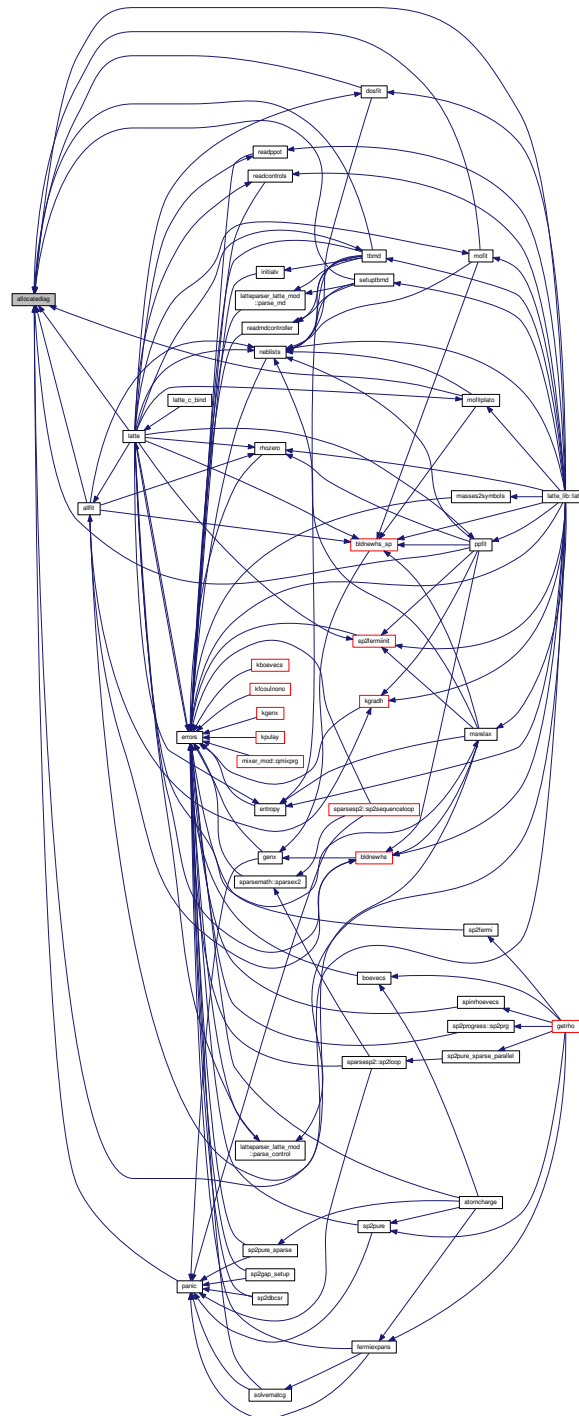 dosfit
readppot
readcontrols
tbmd
mofit
initialv
setuptbmd
allocatediag
latteparser_latte_mod
::parse_md
readmdcontroller
neblists
latte_c_bind
mofitplato
latte
rhozero
masses2symbols
latte_lib::lat
allfit
bldnewhs_sp
ppfit
sp2fermiinit
kboevecs
kfcoulnono
kgradh
kgenx
errors
kpulay
msrelax
mixer_mod::qmixprg
entropy
sparsesp2::sp2sequenceloop
genx
bldnewhs
sparsemath::sparsex2
sp2fermi
boevecs
spinrhoevecs
sp2progress::sp2prg
getrho
sp2pure_sparse_parallel
sparsesp2::sp2loop
latteparser_latte_mod
::parse_control
atomcharge
sp2pure
sp2pure_sparse
sp2gap_setup
panic
sp2dbcsr
fermiexpans
solvematcg